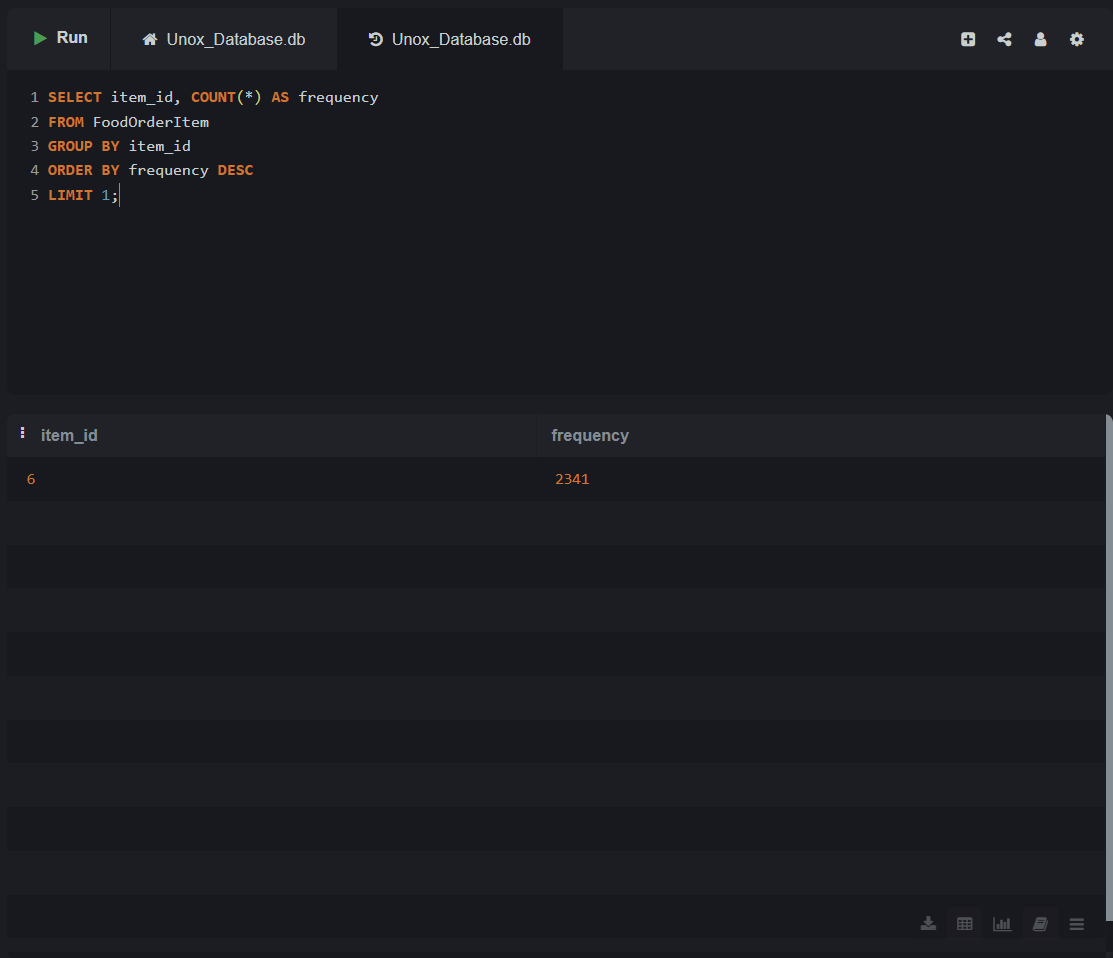 Run Unox_Database.db Unox_Database.db
1 SELECT item_id, COUNT(*) AS frequency
2 FROM FoodOrderItem
3 GROUP BY item_id
4 ORDER BY frequency DESC
5 LIMIT 1;
item_id frequency
6 2341